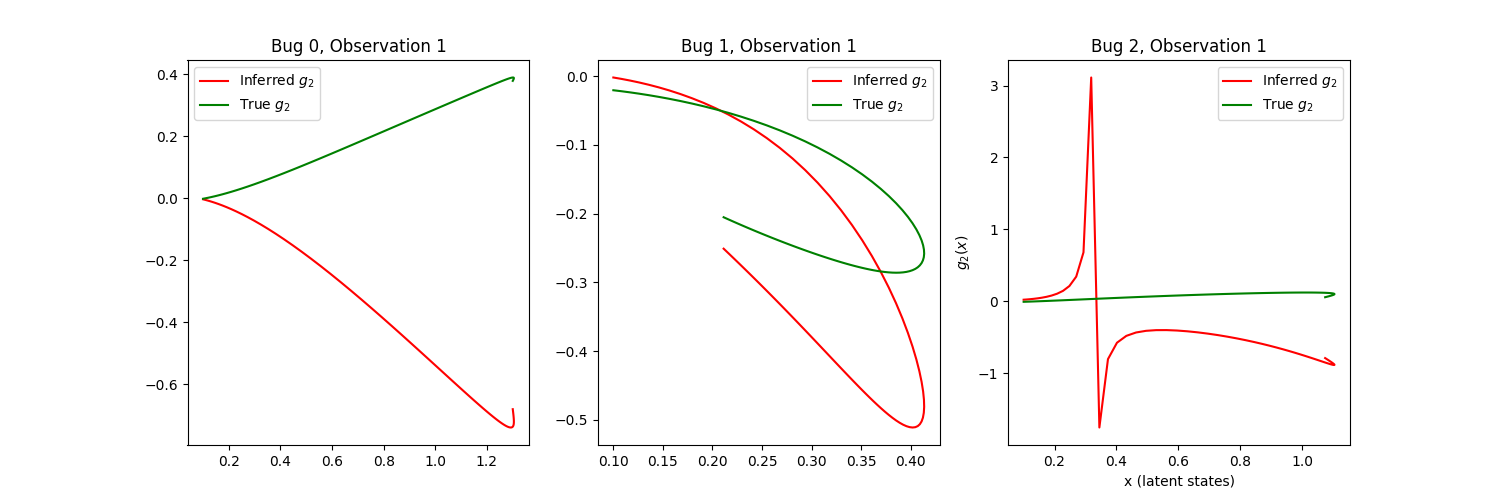 Bug 0, Observation 1
Inferred g₂
True g₂
0.4
0.2
0.0
−0.2
−0.4
−0.6
0.2 0.4 0.6 0.8 1.0 1.2
Bug 1, Observation 1
Inferred g₂
True g₂
0.0
−0.1
−0.2
−0.3
−0.4
−0.5
0.10 0.15 0.20 0.25 0.30 0.35 0.40
Bug 2, Observation 1
Inferred g₂
True g₂
g₂(x)
3
2
1
0
−1
0.2 0.4 0.6 0.8 1.0
x (latent states)